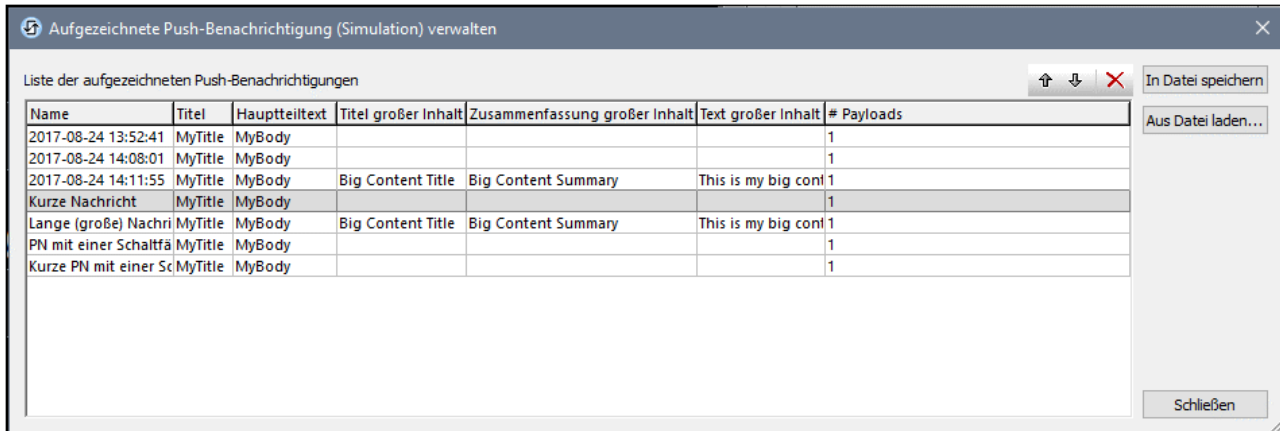 Aufgezeichnete Push-Benachrichtigung (Simulation) verwalten
Liste der aufgezeichneten Push-Benachrichtigungen
In Datei speichern
Aus Datei laden...
Name Titel Hauptteiltext Titel großer Inhalt Zusammenfassung großer Inhalt Text großer Inhalt # Payloads
2017-08-24 13:52:41 MyTitle MyBody 1
2017-08-24 14:08:01 MyTitle MyBody 1
2017-08-24 14:11:55 MyTitle MyBody Big Content Title Big Content Summary This is my big cont 1
Kurze Nachricht MyTitle MyBody 1
Lange (große) Nachri MyTitle MyBody Big Content Title Big Content Summary This is my big cont 1
PN mit einer Schaltfä MyTitle MyBody 1
Kurze PN mit einer Sc MyTitle MyBody 1
Schließen